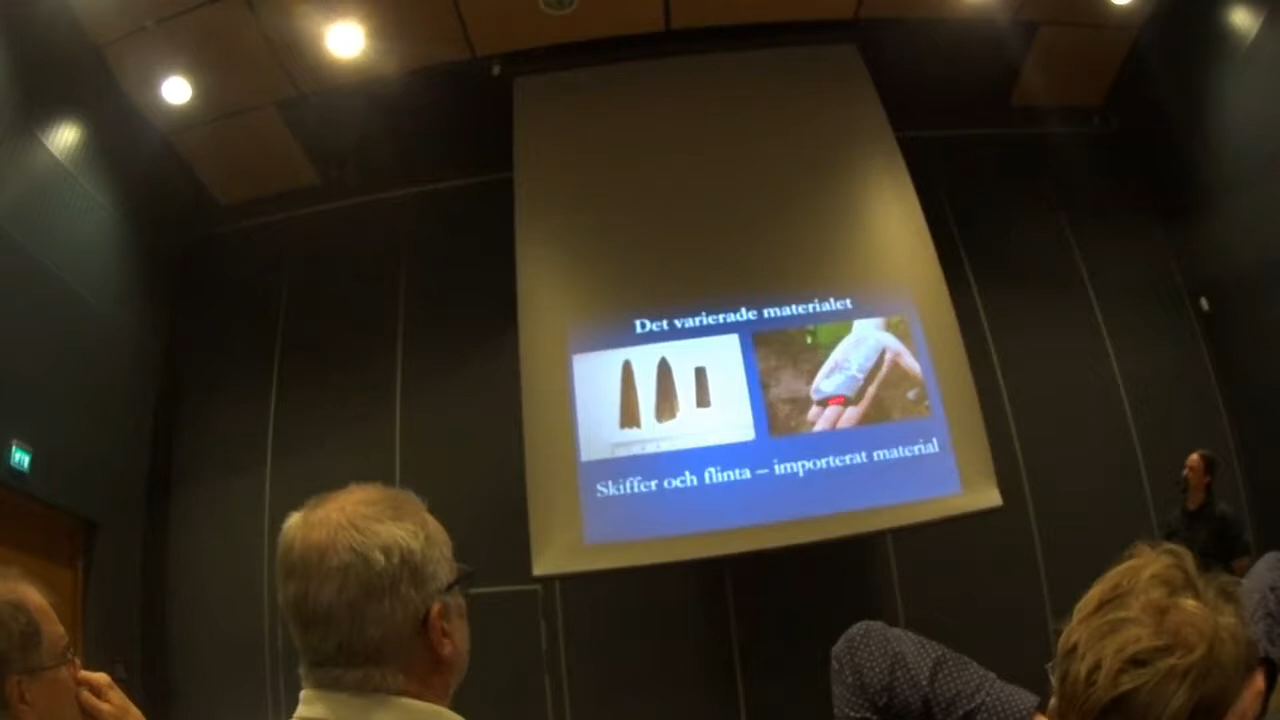 Det varierade materialet
Skiffer och flinta – importerat material